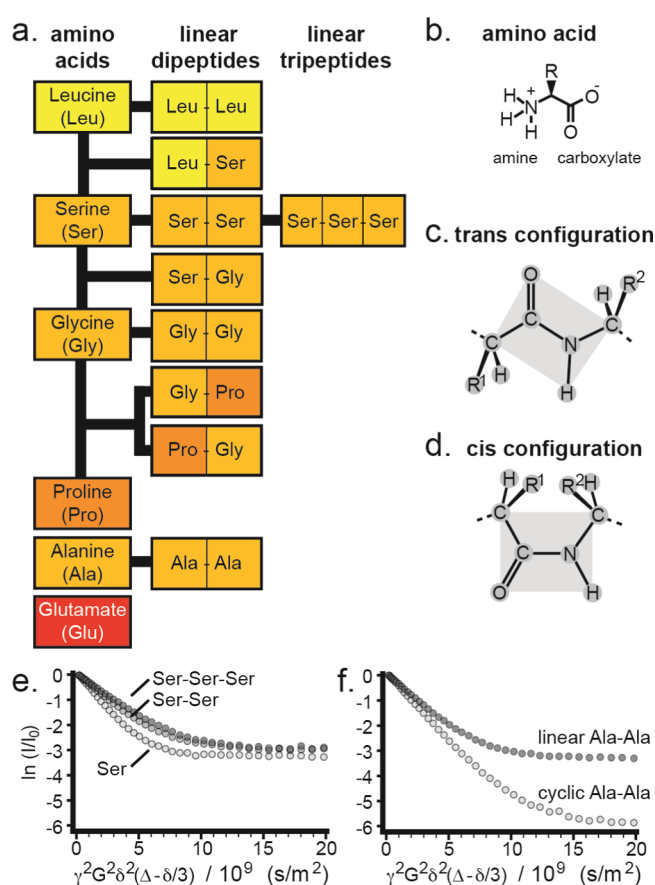 a.
amino
acids
linear
dipeptides
linear
tripeptides
Leucine
(Leu)
Leu - Leu
Leu - Ser
Serine
(Ser)
Ser - Ser
Ser - Ser - Ser
Ser - Gly
Glycine
(Gly)
Gly - Gly
Gly - Pro
Pro - Gly
Proline
(Pro)
Alanine
(Ala)
Ala - Ala
Glutamate
(Glu)
b. amino acid
R
H + O-
N
H
H O
amine carboxylate
c. trans configuration
O R²
H
C C
C N
R¹ H
H
d. cis configuration
H R¹ R² H
C C
C N
O H
e.
0
-1
-2
-3
-4
-5
-6
Ser-Ser-Ser
Ser-Ser
Ser
ln (I/I₀)
0 5 10 15 20
γ²G²δ²(Δ-δ/3) / 10⁹ (s/m²)
f.
0
-1
-2
-3
-4
-5
-6
linear Ala-Ala
cyclic Ala-Ala
0 5 10 15 20
γ²G²δ²(Δ-δ/3) / 10⁹ (s/m²)